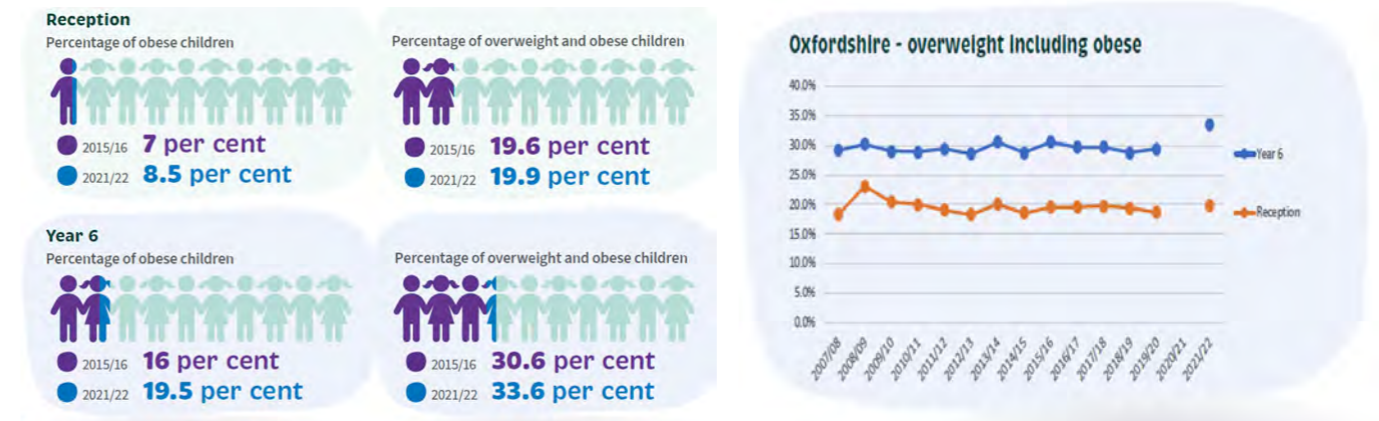 Reception
Percentage of obese children
2015/16 7 per cent
2021/22 8.5 per cent
Percentage of overweight and obese children
2015/16 19.6 per cent
2021/22 19.9 per cent
Year 6
Percentage of obese children
2015/16 16 per cent
2021/22 19.5 per cent
Percentage of overweight and obese children
2015/16 30.6 per cent
2021/22 33.6 per cent
Oxfordshire - overweight including obese
40.0%
35.0%
30.0%
25.0%
20.0%
15.0%
10.0%
5.0%
0.0%
2007/08
2008/09
2009/10
2010/11
2011/12
2012/13
2013/14
2014/15
2015/16
2016/17
2017/18
2018/19
2019/20
2020/21
2021/22
Year 6
Reception